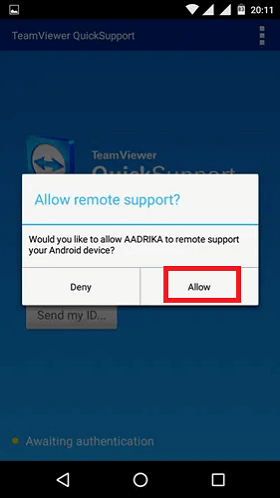 20:11
TeamViewer QuickSupport
TeamViewer
QuickSupport
Allow remote support?
Would you like to allow AADRIKA to remote support
your Android device?
Deny
Allow
Send my ID...
Awaiting authentication